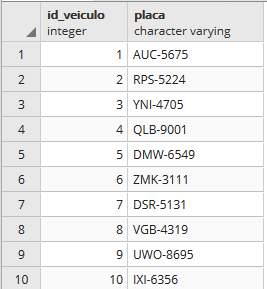 id_veiculo placa
integer character varying
1 1 AUC-5675
2 2 RPS-5224
3 3 YNI-4705
4 4 QLB-9001
5 5 DMW-6549
6 6 ZMK-3111
7 7 DSR-5131
8 8 VGB-4319
9 9 UWO-8695
10 10 IXI-6356